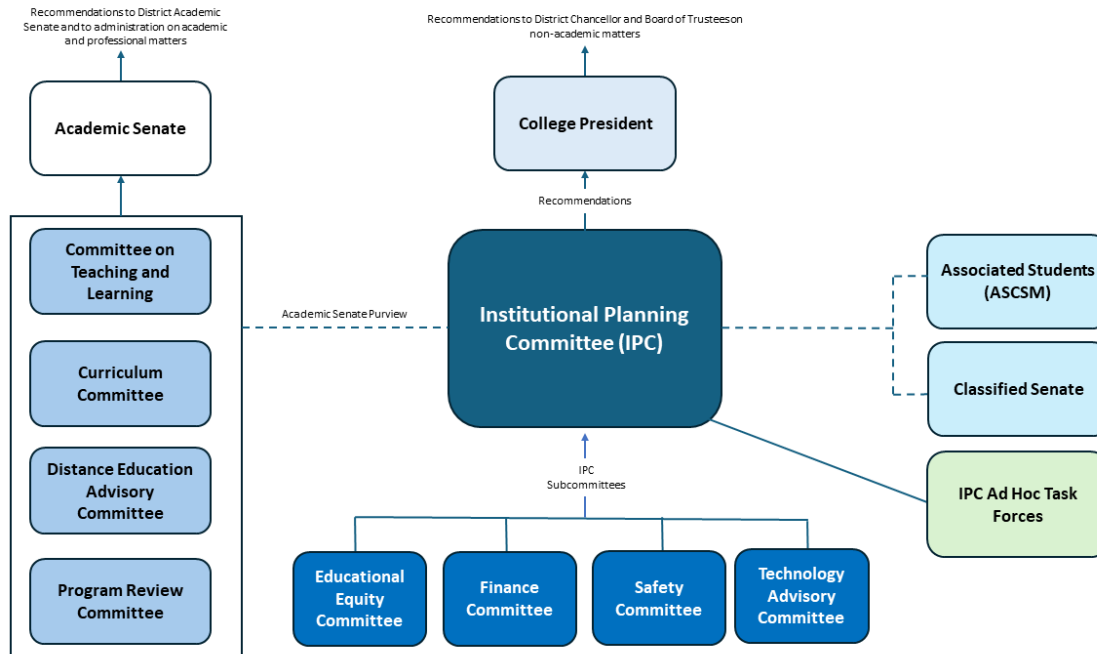 Recommendations to District Academic
Senate and to administration on academic
and professional matters
Recommendations to District Chancellor and Board of Trusteeson
non-academic matters
Academic Senate
College President
Recommendations
Committee on
Teaching and
Learning
Curriculum
Committee
Distance Education
Advisory
Committee
Program Review
Committee
Academic Senate Purview
Institutional Planning
Committee (IPC)
Associated Students
(ASCSM)
Classified Senate
IPC Ad Hoc Task
Forces
IPC
Subcommittees
Educational
Equity
Committee
Finance
Committee
Safety
Committee
Technology
Advisory
Committee